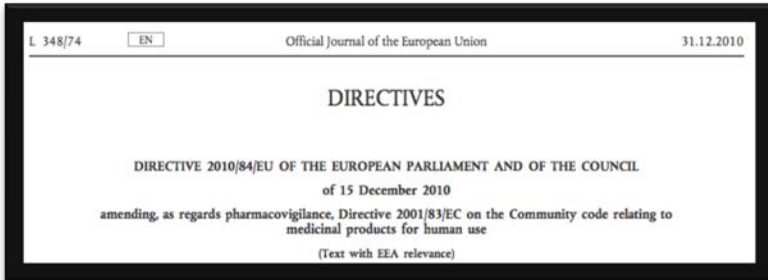 L 348/74 EN Official Journal of the European Union 31.12.2010
DIRECTIVES
DIRECTIVE 2010/84/EU OF THE EUROPEAN PARLIAMENT AND OF THE COUNCIL
of 15 December 2010
amending, as regards pharmacovigilance, Directive 2001/83/EC on the Community code relating to
medicinal products for human use
(Text with EEA relevance)